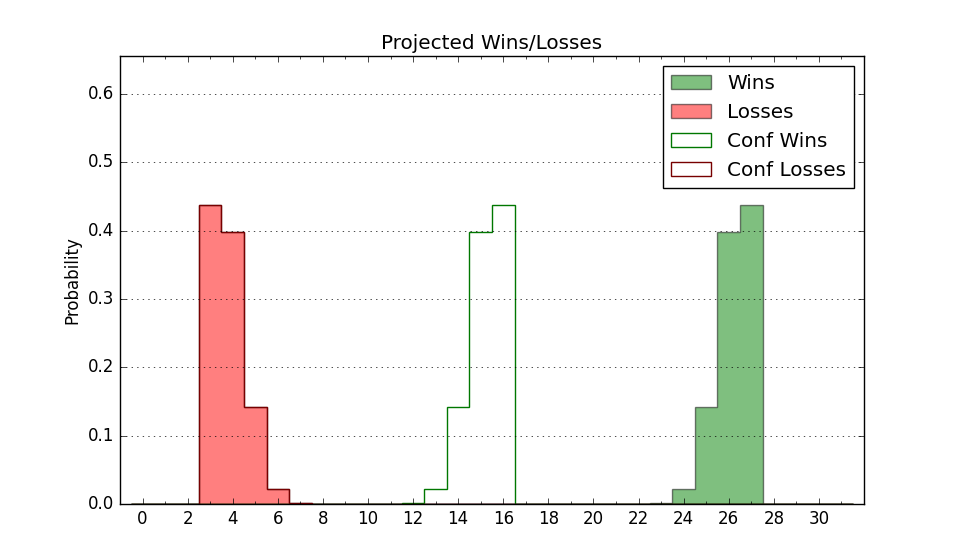 Projected Wins/Losses
Wins
Losses
Conf Wins
Conf Losses
Probability
0.6
0.5
0.4
0.3
0.2
0.1
0.0
0 2 4 6 8 10 12 14 16 18 20 22 24 26 28 30